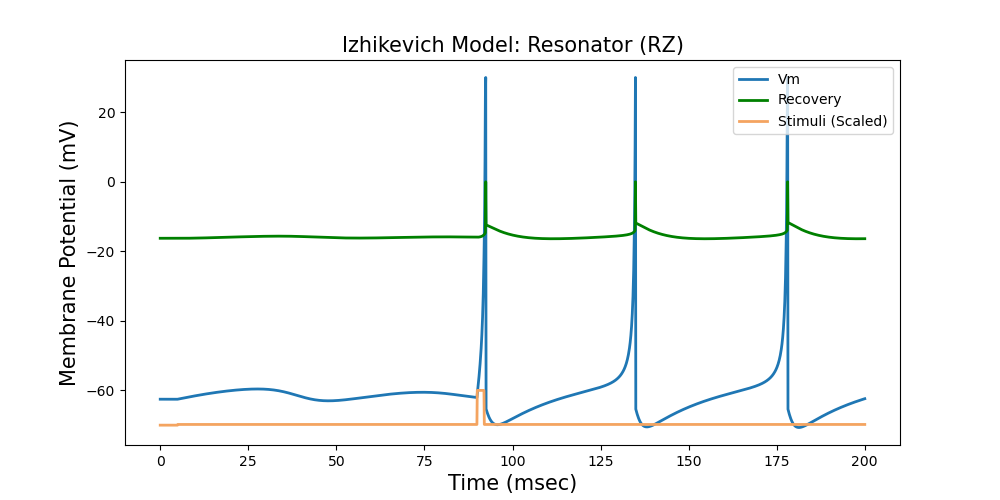 Izhikevich Model: Resonator (RZ)
Vm
Recovery
Stimuli (Scaled)
Membrane Potential (mV)
20
0
−20
−40
−60
0 25 50 75 100 125 150 175 200
Time (msec)